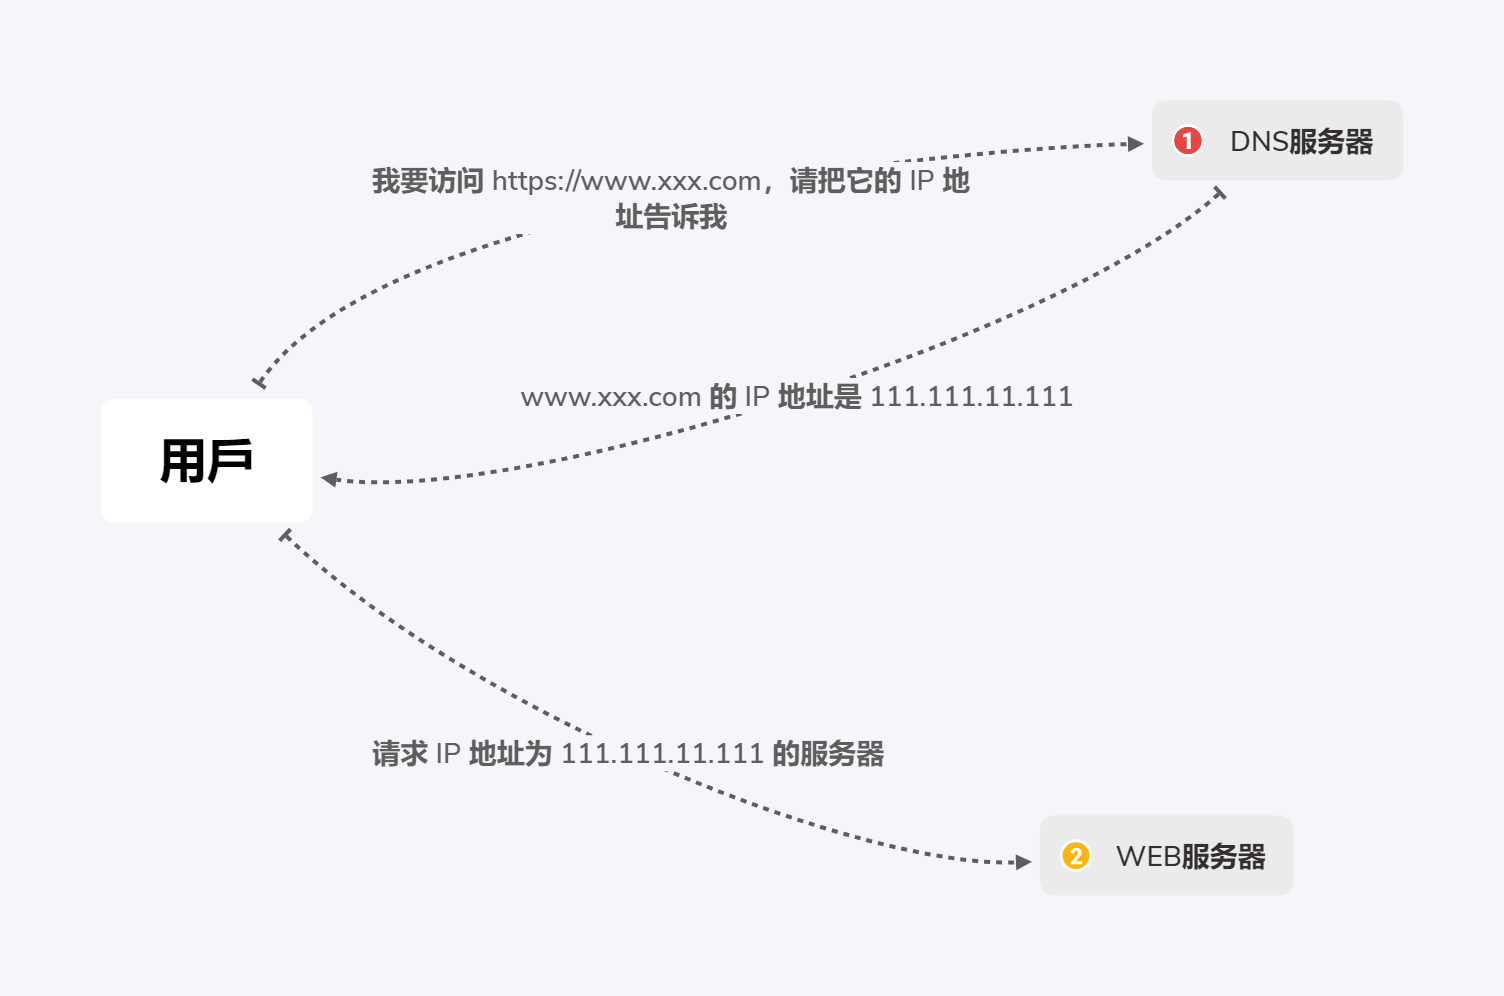 1 DNS服务器
我要访问 https://www.xxx.com，请把它的 IP 地
址告诉我
www.xxx.com 的 IP 地址是 111.111.11.111
用戶
请求 IP 地址为 111.111.11.111 的服务器
2 WEB服务器